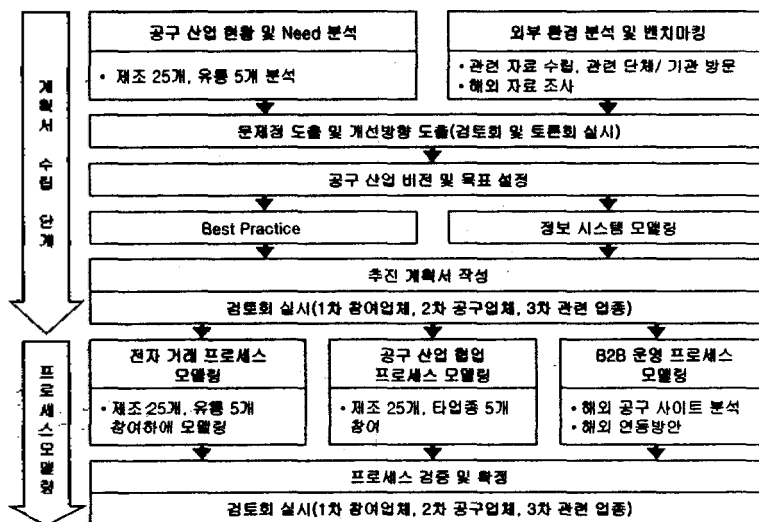 공구 산업 현황 및 Need 분석
• 제조 25개, 유통 5개 분석
외부 환경 분석 및 벤치마킹
• 관련 자료 수립, 관련 단체/ 기관 방문
• 해외 자료 조사
계획서 수립 단계
문제점 도출 및 개선방향 도출(검토회 및 토론회 실시)
공구 산업 비전 및 목표 설정
Best Practice
정보 시스템 모델링
추진 계획서 작성
검토회 실시(1차 참여업체, 2차 공구업체, 3차 관련 업종)
프로세스모델링
전자 거래 프로세스
모델링
• 제조 25개, 유통 5개
참여하에 모델링
공구 산업 협업
프로세스 모델링
• 제조 25개, 타업종 5개
참여
B2B 운영 프로세스
모델링
• 해외 공구 사이트 분석
• 해외 연동방안
프로세스 검증 및 확정
검토회 실시(1차 참여업체, 2차 공구업체, 3차 관련 업종)